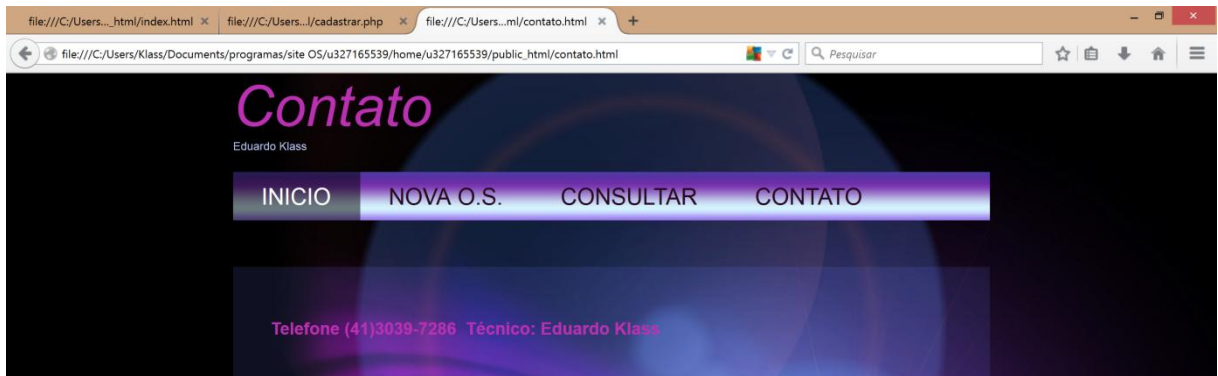 file:///C:/Users..._html/index.html × file:///C:/Users...l/cadastrar.php × file:///C:/Users...ml/contato.html × +
file:///C:/Users/Klass/Documents/programas/site OS/u327165539/home/u327165539/public_html/contato.html Pesquisar
Contato
Eduardo Klass
INICIO NOVA O.S. CONSULTAR CONTATO
Telefone (41)3039-7286 Técnico: Eduardo Klass